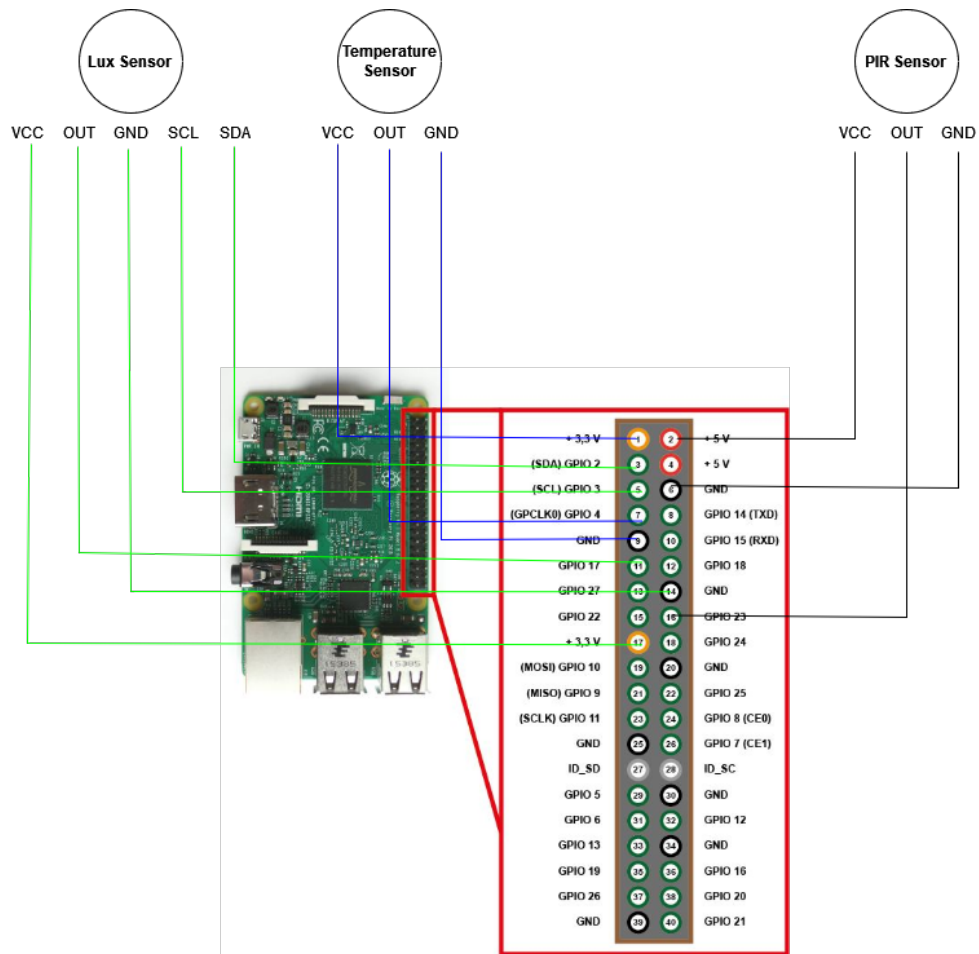 Lux Sensor
Temperature
Sensor
PIR Sensor
VCC OUT GND SCL SDA VCC OUT GND VCC OUT GND
+ 3,3 V 1 2 + 5 V
(SDA) GPIO 2 3 4 + 5 V
(SCL) GPIO 3 5 6 GND
(GPCLK0) GPIO 4 7 8 GPIO 14 (TXD)
GND 9 10 GPIO 15 (RXD)
GPIO 17 11 12 GPIO 18
GPIO 27 13 14 GND
GPIO 22 15 16 GPIO 23
+ 3,3 V 17 18 GPIO 24
(MOSI) GPIO 10 19 20 GND
(MISO) GPIO 9 21 22 GPIO 25
(SCLK) GPIO 11 23 24 GPIO 8 (CE0)
GND 25 26 GPIO 7 (CE1)
ID_SD 27 28 ID_SC
GPIO 5 29 30 GND
GPIO 6 31 32 GPIO 12
GPIO 13 33 34 GND
GPIO 19 35 36 GPIO 16
GPIO 26 37 38 GPIO 20
GND 39 40 GPIO 21
HDMI